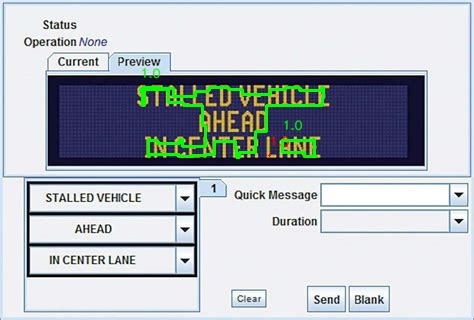 Status
Operation None
Current Preview
1.0
STALLED VEHICLE
AHEAD
1.0
IN CENTER LANE
STALLED VEHICLE
1
Quick Message
AHEAD
Duration
IN CENTER LANE
Clear
Send
Blank